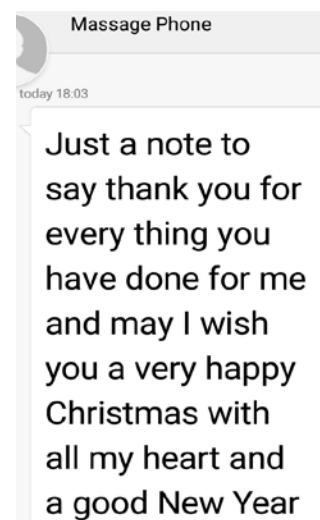 Massage Phone
today 18:03
Just a note to
say thank you for
every thing you
have done for me
and may I wish
you a very happy
Christmas with
all my heart and
a good New Year